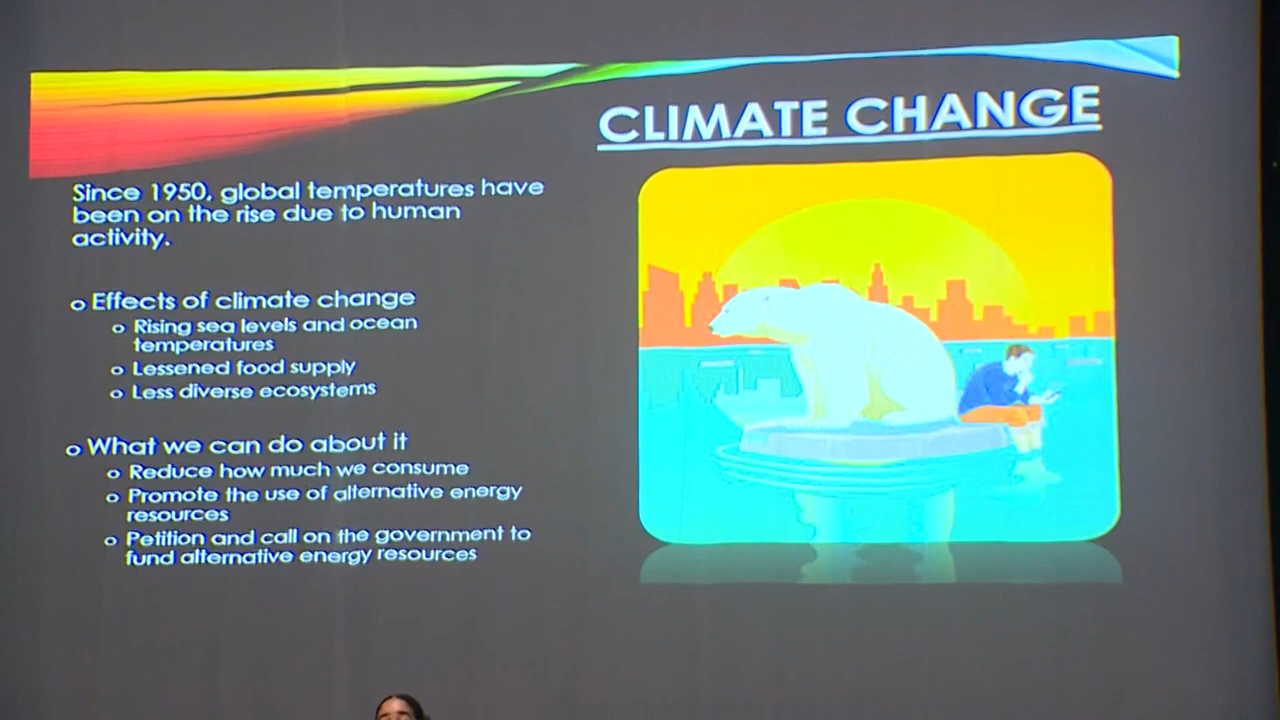 CLIMATE CHANGE
Since 1950, global temperatures have
been on the rise due to human
activity.
o Effects of climate change
o Rising sea levels and ocean
temperatures
o Lessened food supply
o Less diverse ecosystems
o What we can do about it
o Reduce how much we consume
o Promote the use of alternative energy
resources
o Petition and call on the government to
fund alternative energy resources